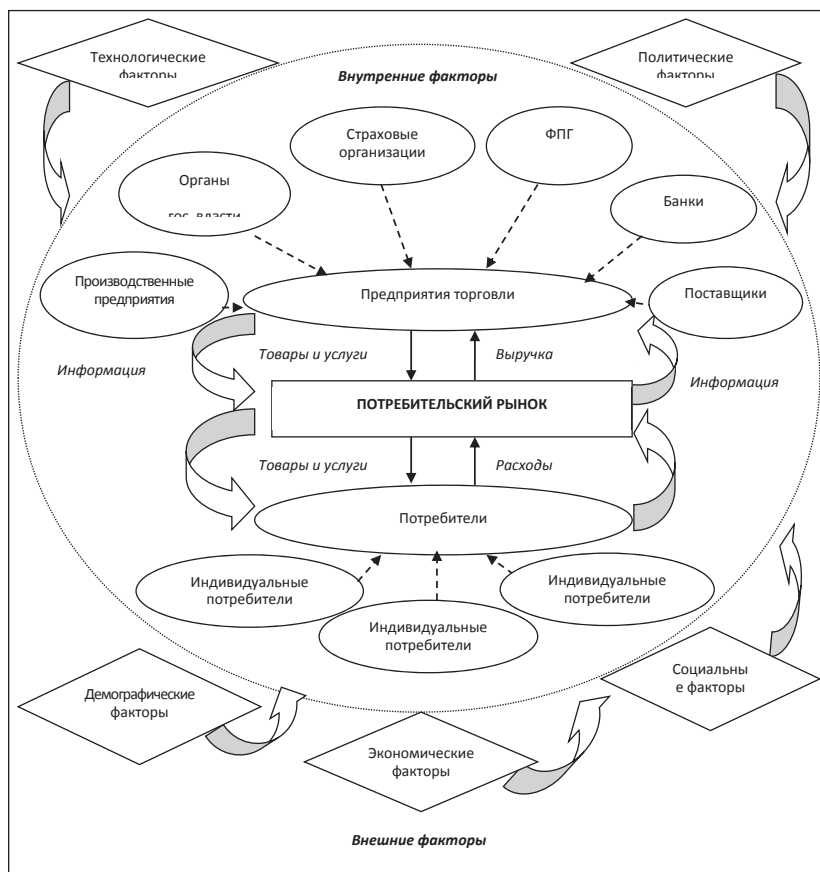 Технологические
факторы
Политические
факторы
Внутренние факторы
Страховые
организации
ФПГ
Органы
гос. власти
Банки
Производственные
предприятия
Предприятия торговли
Поставщики
Информация
Товары и услуги
Выручка
Информация
ПОТРЕБИТЕЛЬСКИЙ РЫНОК
Товары и услуги
Расходы
Потребители
Индивидуальные
потребители
Индивидуальные
потребители
Индивидуальные
потребители
Социальны
е факторы
Демографические
факторы
Экономические
факторы
Внешние факторы